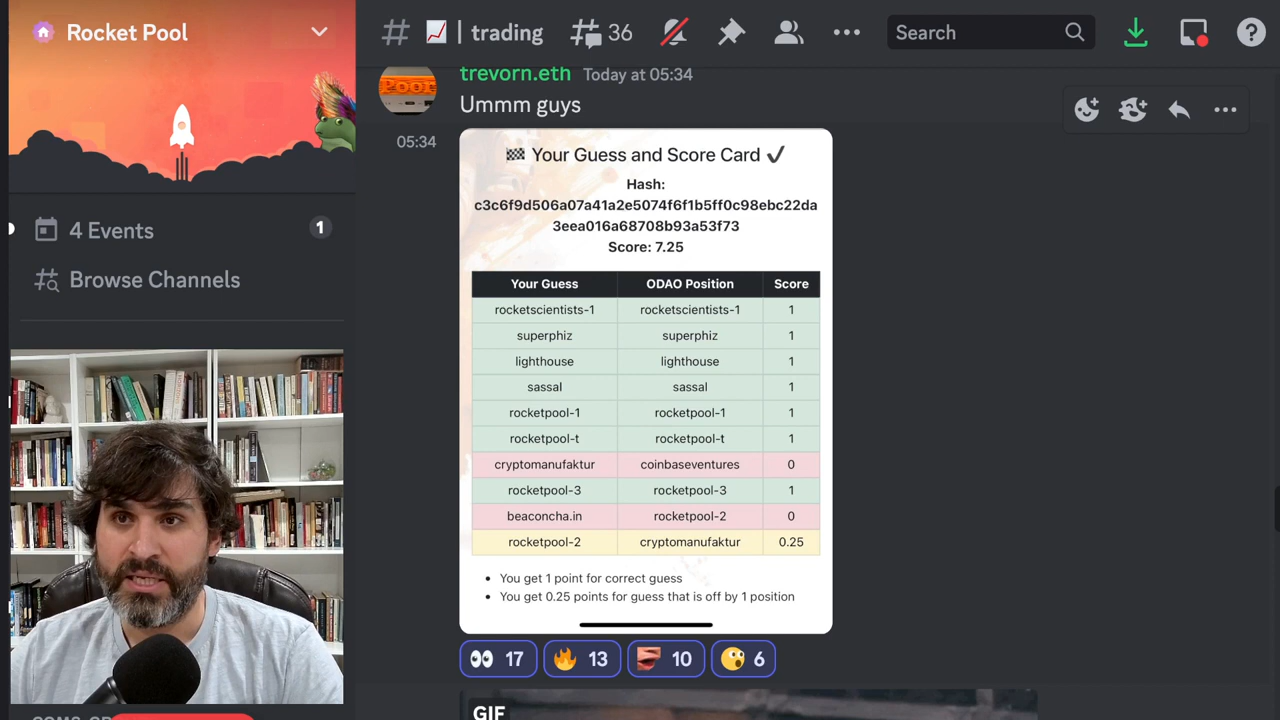 Rocket Pool
4 Events
1
Browse Channels
trading
36
Search
trevorn.eth Today at 05:34
Ummm guys
05:34
Your Guess and Score Card
Hash:
c3c6f9d506a07a41a2e5074f6f1b5ff0c98ebc22da
3eea016a68708b93a53f73
Score: 7.25
Your Guess ODAO Position Score
rocketscientists-1 rocketscientists-1 1
superphiz superphiz 1
lighthouse lighthouse 1
sassal sassal 1
rocketpool-1 rocketpool-1 1
rocketpool-t rocketpool-t 1
cryptomanufaktur coinbaseventures 0
rocketpool-3 rocketpool-3 1
beaconcha.in rocketpool-2 0
rocketpool-2 cryptomanufaktur 0.25
• You get 1 point for correct guess
• You get 0.25 points for guess that is off by 1 position
17 13 10 6
GIF